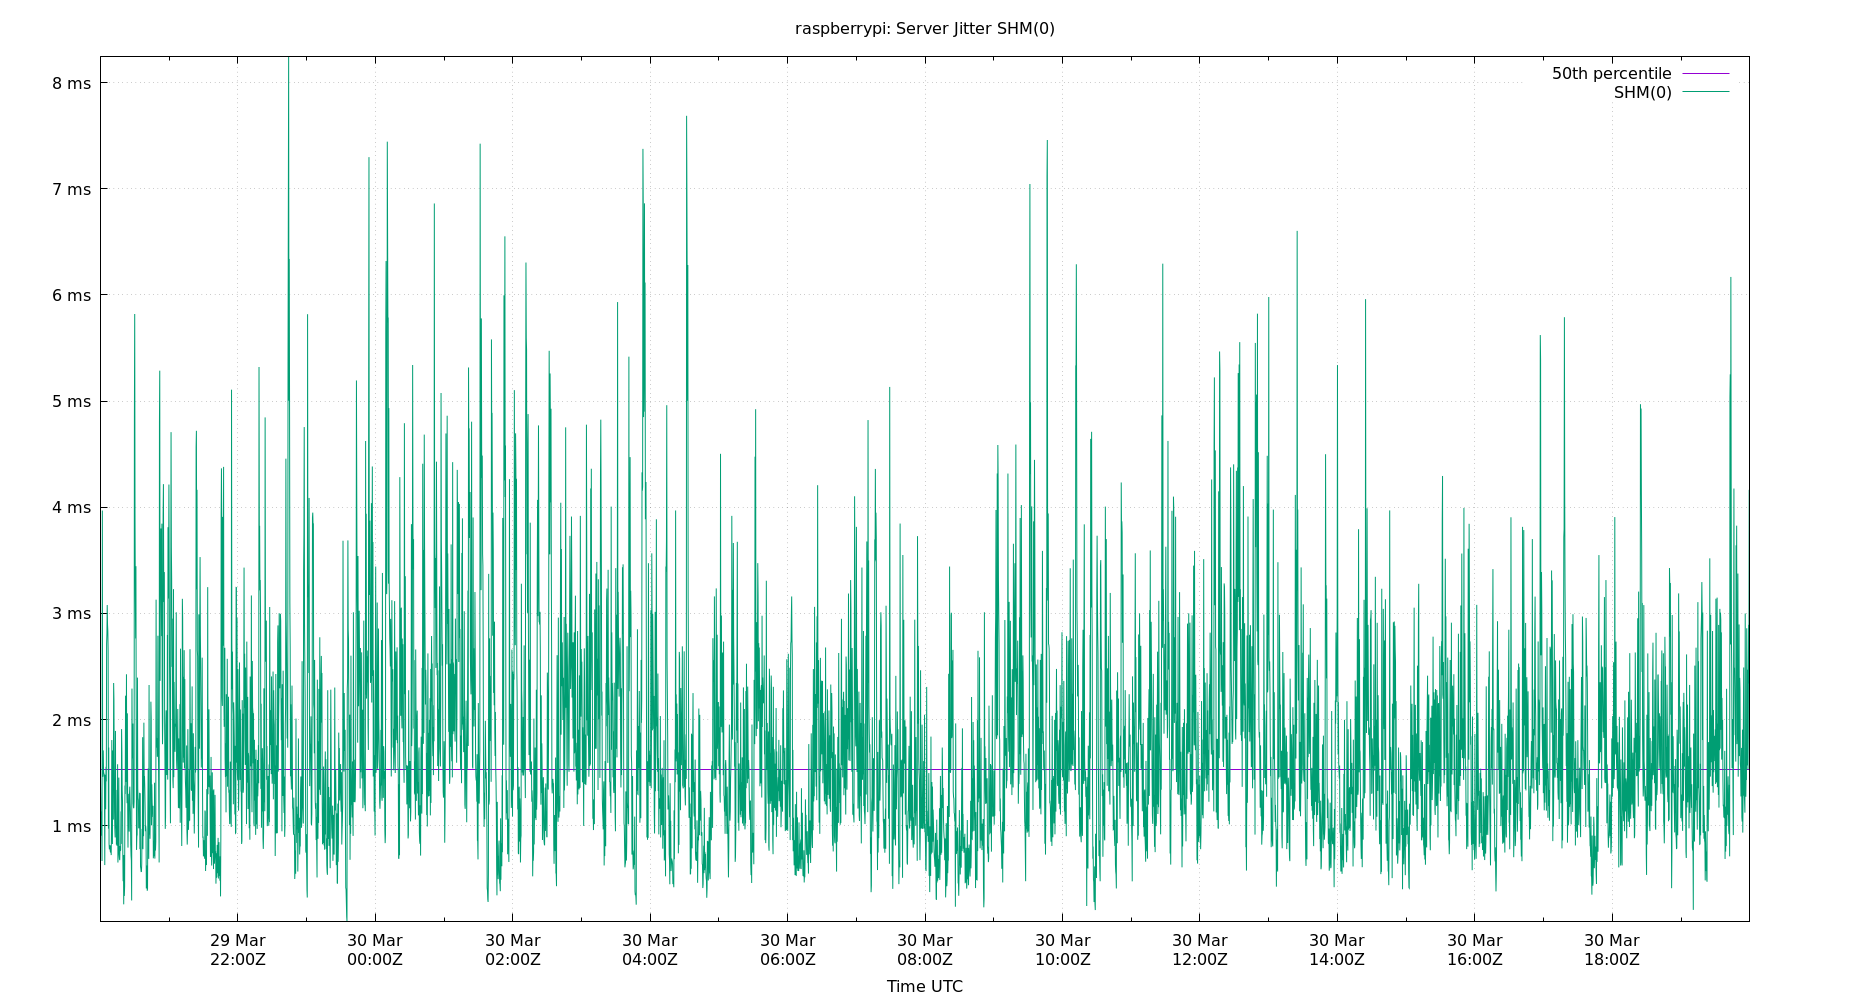 raspberrypi: Server Jitter SHM(0)
50th percentile
SHM(0)
8 ms
7 ms
6 ms
5 ms
4 ms
3 ms
2 ms
1 ms
29 Mar 30 Mar 30 Mar 30 Mar 30 Mar 30 Mar 30 Mar 30 Mar 30 Mar 30 Mar 30 Mar
22:00Z 00:00Z 02:00Z 04:00Z 06:00Z 08:00Z 10:00Z 12:00Z 14:00Z 16:00Z 18:00Z
Time UTC